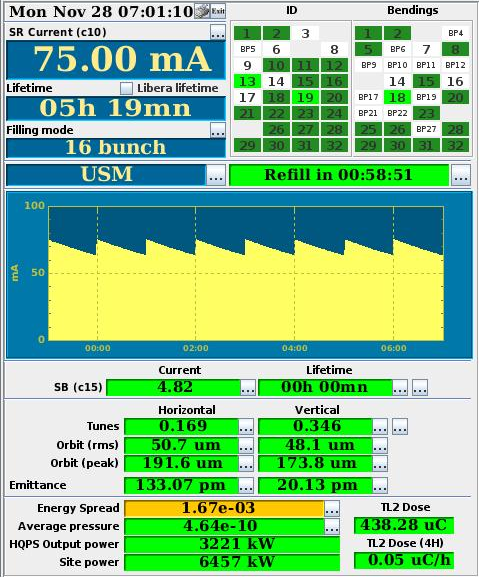 Mon Nov 28 07:01:10 Exit
SR Current (c10) ...
75.00 mA
Lifetime Libera lifetime
05h 19mn
Filling mode ...
16 bunch
USM ... Refill in 00:58:51 ...
ID
1 2 3
BP5 6 8
9 10 11 12
13 14 15 16
17 18 19 20
21 22 23 24
26 27 28
29 30 31 32
Bendings
1 2 BP4
5 BP6 7 8
BP9 BP10 BP11 BP12
14 15 16
BP17 18 BP19 20
BP21 BP22 23
25 26 BP27 28
29 30 31 32
100
50
0
mA
00:00 02:00 04:00 06:00
Current Lifetime
SB (c15) 4.82 ... 00h 00mn ... ...
Horizontal Vertical
Tunes 0.169 ... 0.346 ... ...
Orbit (rms) 50.7 um ... 48.1 um ...
Orbit (peak) 191.6 um ... 173.8 um ...
Emittance 133.07 pm ... 20.13 pm ...
Energy Spread 1.67e-03 ... TL2 Dose
Average pressure 4.64e-10 ... 438.28 uC
HQPS Output power 3221 kW TL2 Dose (4H)
Site power 6457 kW 0.05 uC/h